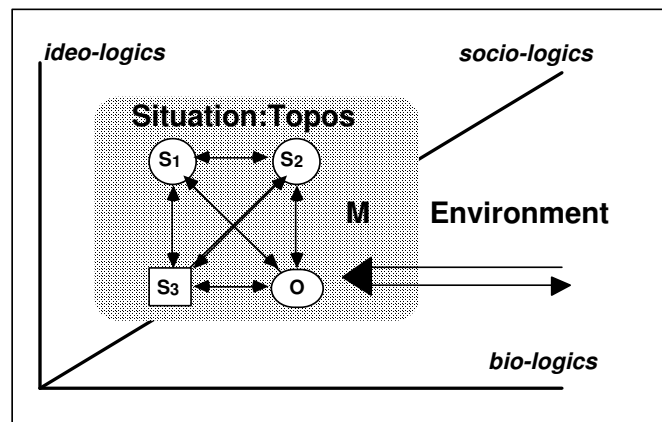 ideo-logics
socio-logics
Situation:Topos
S1
S2
M
Environment
S3
O
bio-logics